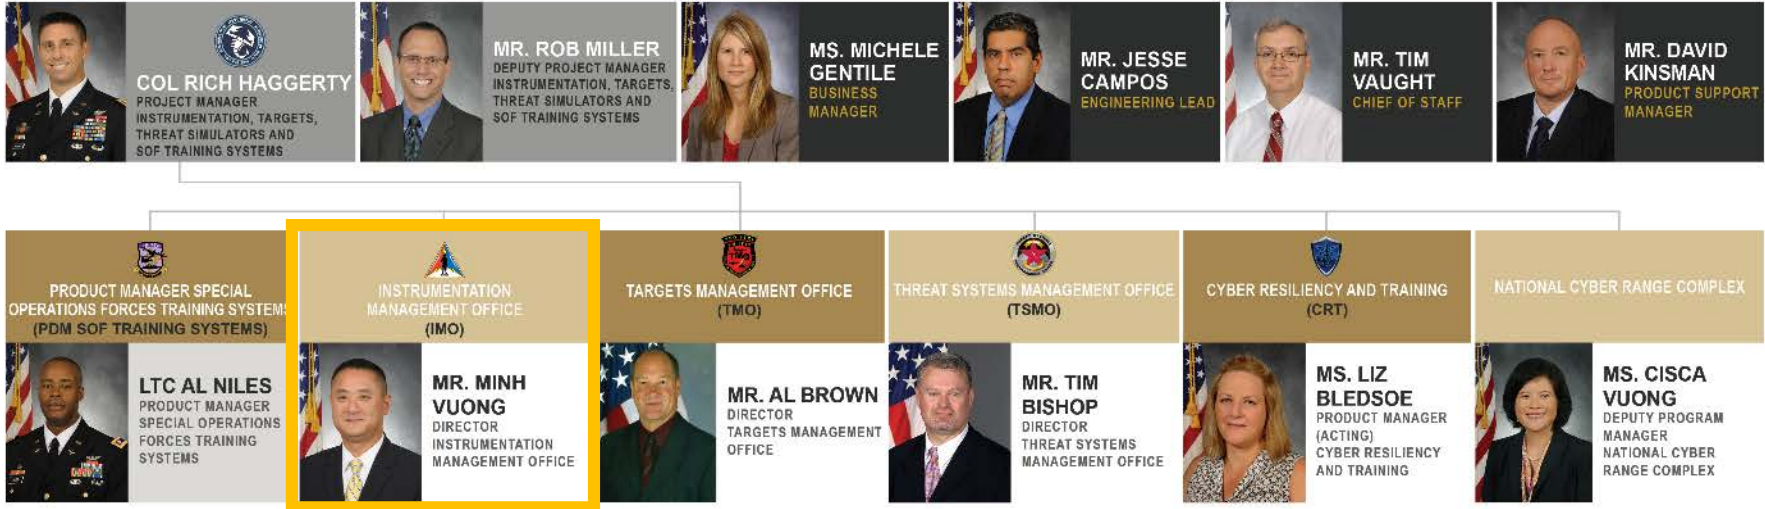 COL RICH HAGGERTY
PROJECT MANAGER
INSTRUMENTATION, TARGETS,
THREAT SIMULATORS AND
SOF TRAINING SYSTEMS
MR. ROB MILLER
DEPUTY PROJECT MANAGER
INSTRUMENTATION, TARGETS,
THREAT SIMULATORS AND
SOF TRAINING SYSTEMS
MS. MICHELE
GENTILE
BUSINESS
MANAGER
MR. JESSE
CAMPOS
ENGINEERING LEAD
MR. TIM
VAUGHT
CHIEF OF STAFF
MR. DAVID
KINSMAN
PRODUCT SUPPORT
MANAGER
PRODUCT MANAGER SPECIAL
OPERATIONS FORCES TRAINING SYSTEMS
(PDM SOF TRAINING SYSTEMS)
LTC AL NILES
PRODUCT MANAGER
SPECIAL OPERATIONS
FORCES TRAINING
SYSTEMS
INSTRUMENTATION
MANAGEMENT OFFICE
(IMO)
MR. MINH
VUONG
DIRECTOR
INSTRUMENTATION
MANAGEMENT OFFICE
TMO
TARGETS MANAGEMENT OFFICE
(TMO)
MR. AL BROWN
DIRECTOR
TARGETS MANAGEMENT
OFFICE
THREAT SYSTEMS MANAGEMENT OFFICE
(TSMO)
MR. TIM
BISHOP
DIRECTOR
THREAT SYSTEMS
MANAGEMENT OFFICE
CYBER RESILIENCY AND TRAINING
(CRT)
MS. LIZ
BLEDSOE
PRODUCT MANAGER
(ACTING)
CYBER RESILIENCY
AND TRAINING
NATIONAL CYBER RANGE COMPLEX
MS. CISCA
VUONG
DEPUTY PROGRAM
MANAGER
NATIONAL CYBER
RANGE COMPLEX